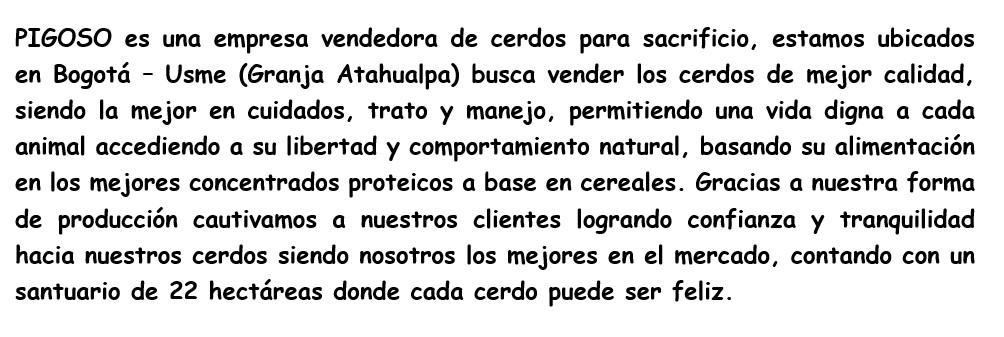 PIGOSO es una empresa vendedora de cerdos para sacrificio, estamos ubicados
en Bogotá – Usme (Granja Atahualpa) busca vender los cerdos de mejor calidad,
siendo la mejor en cuidados, trato y manejo, permitiendo una vida digna a cada
animal accediendo a su libertad y comportamiento natural, basando su alimentación
en los mejores concentrados proteicos a base en cereales. Gracias a nuestra forma
de producción cautivamos a nuestros clientes logrando confianza y tranquilidad
hacia nuestros cerdos siendo nosotros los mejores en el mercado, contando con un
santuario de 22 hectáreas donde cada cerdo puede ser feliz.